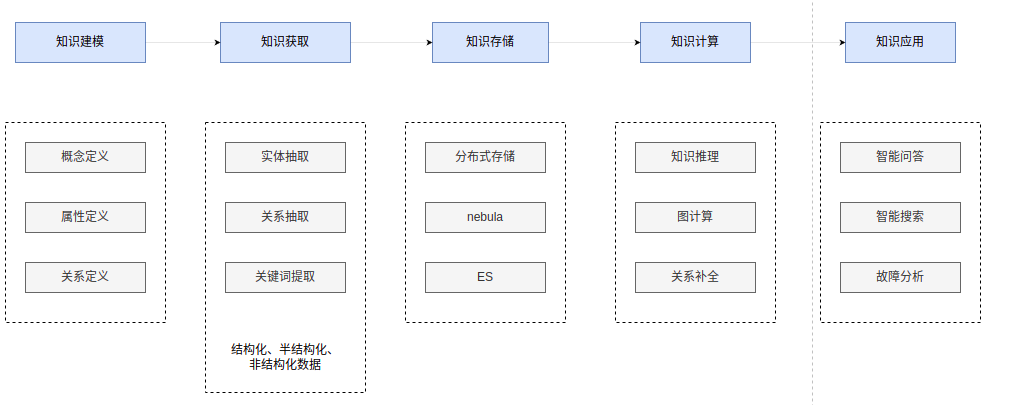 知识建模
知识获取
知识存储
知识计算
知识应用
概念定义
属性定义
关系定义
实体抽取
关系抽取
关键词提取
结构化、半结构化、
非结构化数据
分布式存储
nebula
ES
知识推理
图计算
关系补全
智能问答
智能搜索
故障分析